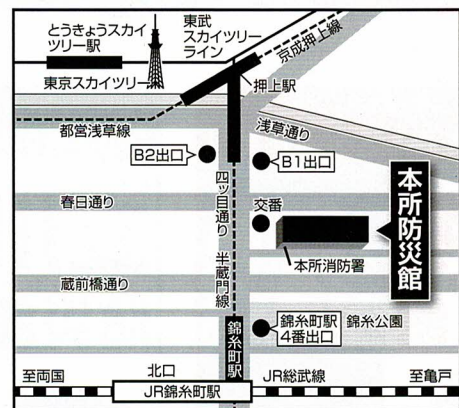 とうきょうスカイ
ツリー駅
東武
スカイツリー
ライン
京成押上線
東京スカイツリー
押上駅
都営浅草線
浅草通り
B2出口
B1出口
四ツ目通り
春日通り
交番
本所防災館
本所消防署
蔵前橋通り
半蔵門線
錦糸町駅
錦糸町駅
4番出口
錦糸公園
至両国
北口
JR総武線
至亀戸
JR錦糸町駅